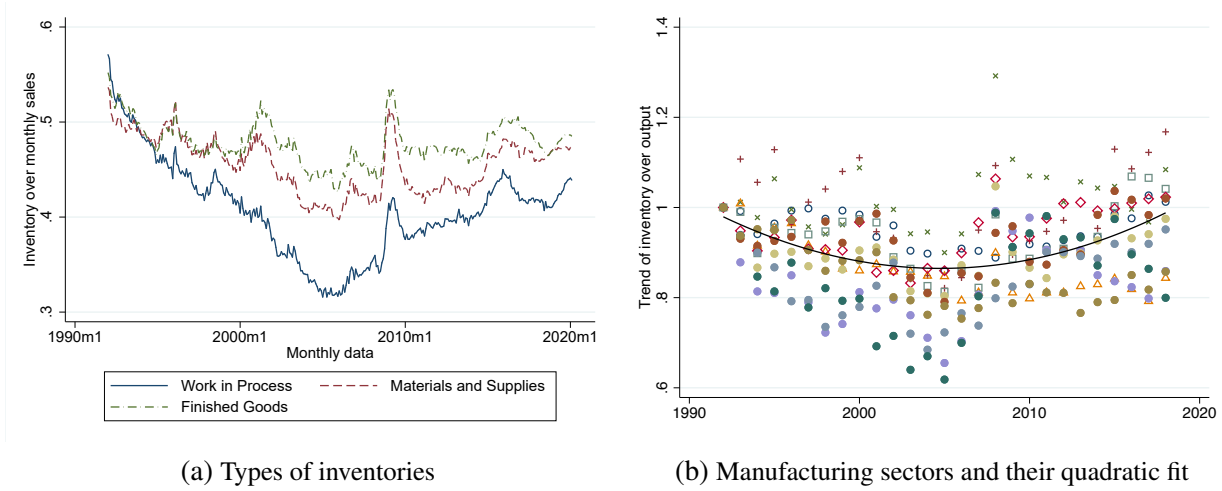 Inventory over monthly sales
.6
.5
.4
.3
1990m1 2000m1 2010m1 2020m1
Monthly data
Work in Process
Materials and Supplies
Finished Goods
(a) Types of inventories
Trend of Inventory over output
1.4
1.2
1
.8
.6
1990 2000 2010 2020
(b) Manufacturing sectors and their quadratic fit